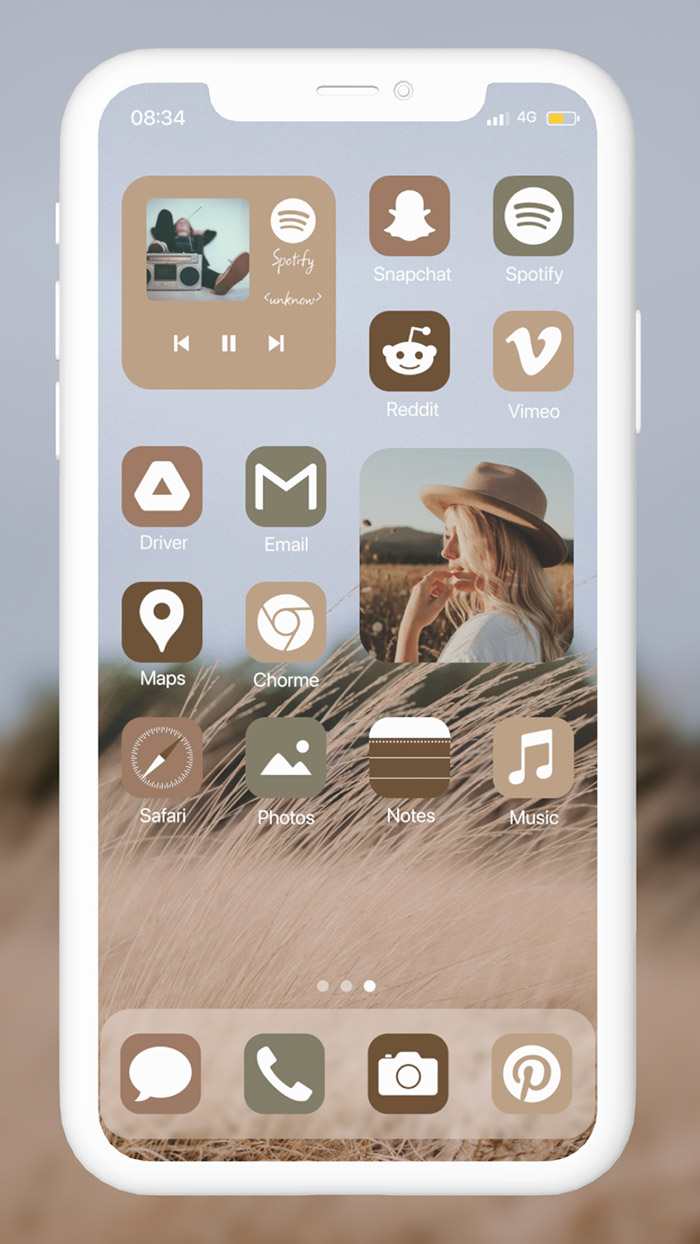 08:34
4G
Spotify
<unknow>
Snapchat
Spotify
Reddit
Vimeo
Driver
Email
Maps
Chorme
Safari
Photos
Notes
Music